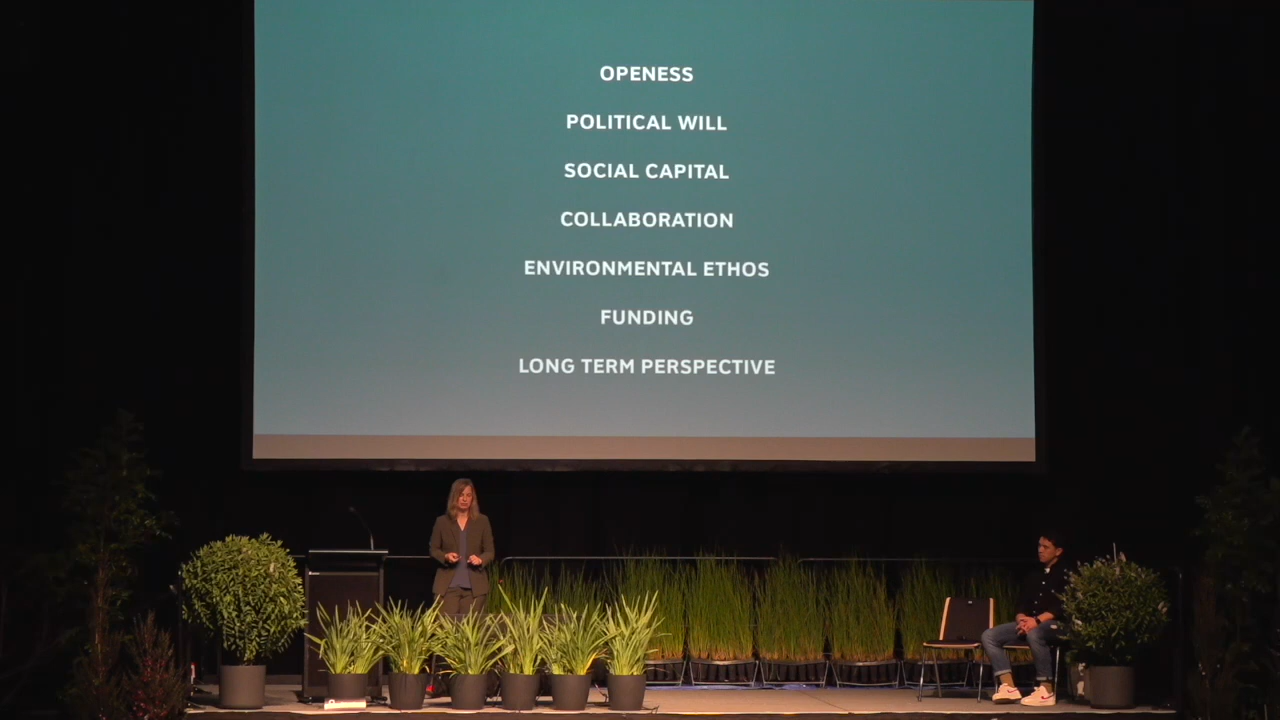 OPENESS
POLITICAL WILL
SOCIAL CAPITAL
COLLABORATION
ENVIRONMENTAL ETHOS
FUNDING
LONG TERM PERSPECTIVE